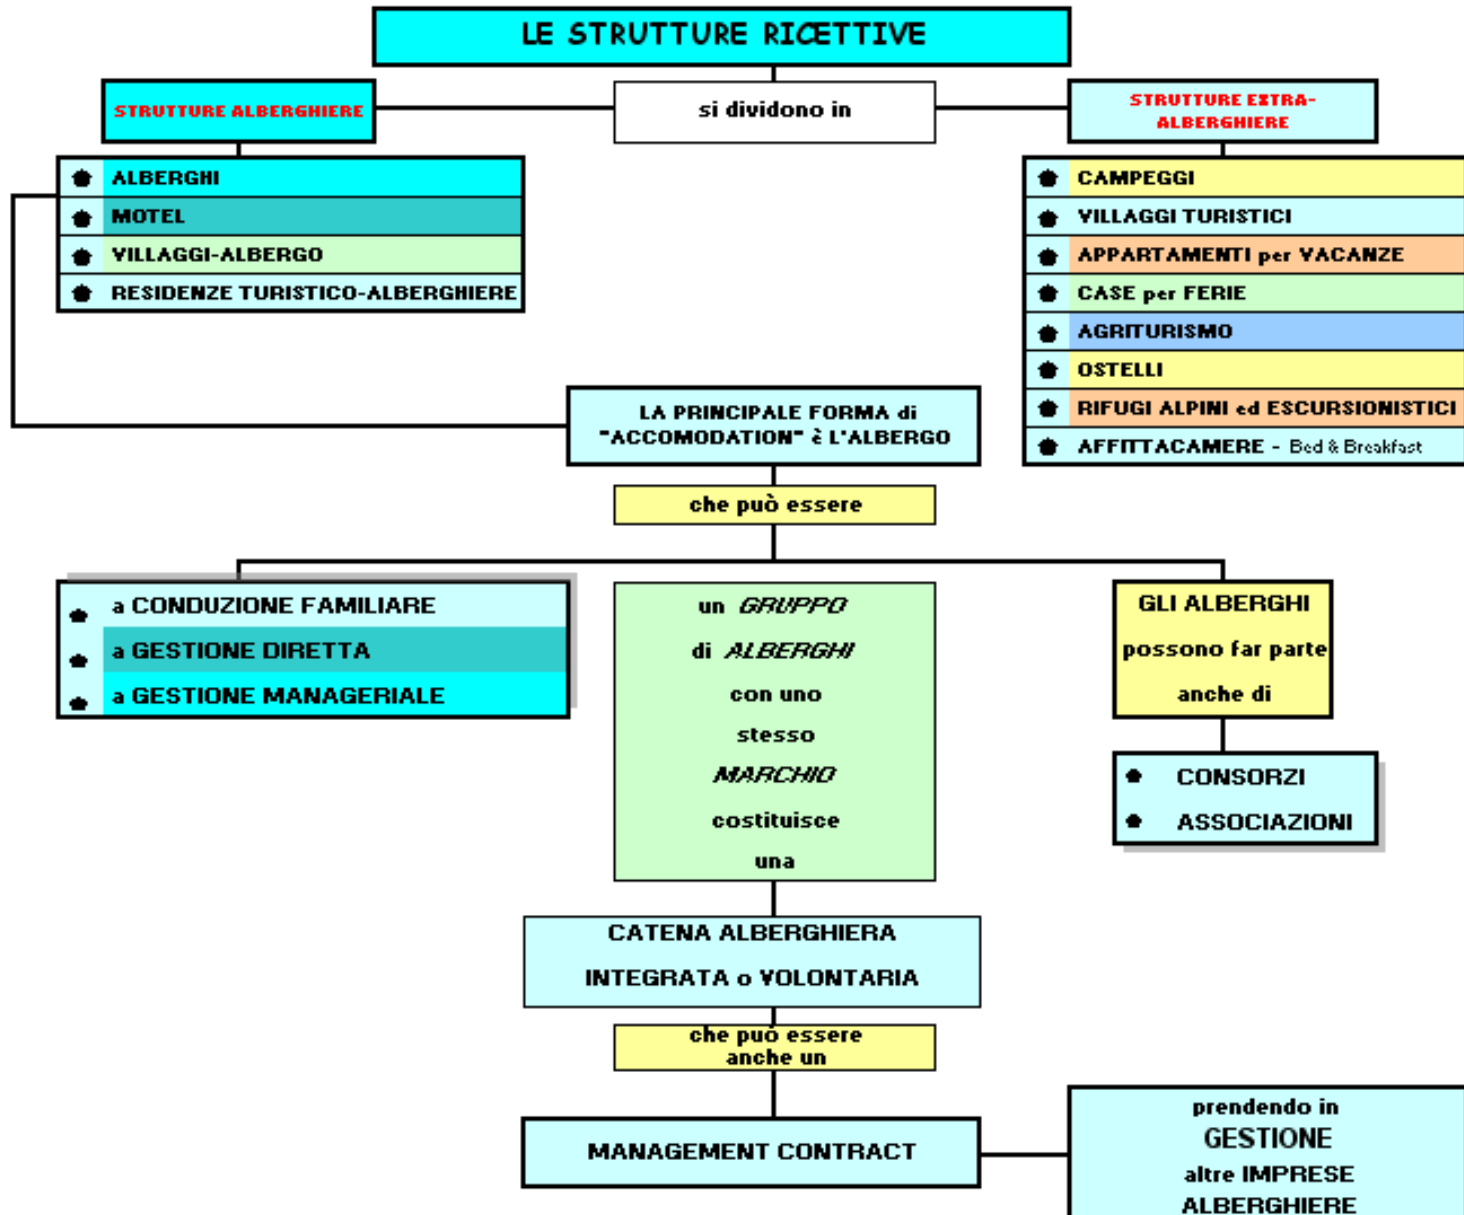 LE STRUTTURE RICETTIVE
STRUTTURE ALBERGHIERE
si dividono in
STRUTTURE EXTRA-
ALBERGHIERE
ALBERGHI
MOTEL
VILLAGGI-ALBERGO
RESIDENZE TURISTICO-ALBERGHIERE
CAMPEGGI
VILLAGGI TURISTICI
APPARTAMENTI per VACANZE
CASE per FERIE
AGRITURISMO
OSTELLI
RIFUGI ALPINI ed ESCURSIONISTICI
AFFITTACAMERE - Bed & Breakfast
LA PRINCIPALE FORMA di
"ACCOMODATION" è L'ALBERGO
che può essere
a CONDUZIONE FAMILIARE
a GESTIONE DIRETTA
a GESTIONE MANAGERIALE
un GRUPPO
di ALBERGHI
con uno
stesso
MARCHIO
costituisce
una
GLI ALBERGHI
possono far parte
anche di
CONSORZI
ASSOCIAZIONI
CATENA ALBERGHIERA
INTEGRATA o VOLONTARIA
che può essere
anche un
MANAGEMENT CONTRACT
prendendo in
GESTIONE
altre IMPRESE
ALBERGHIERE